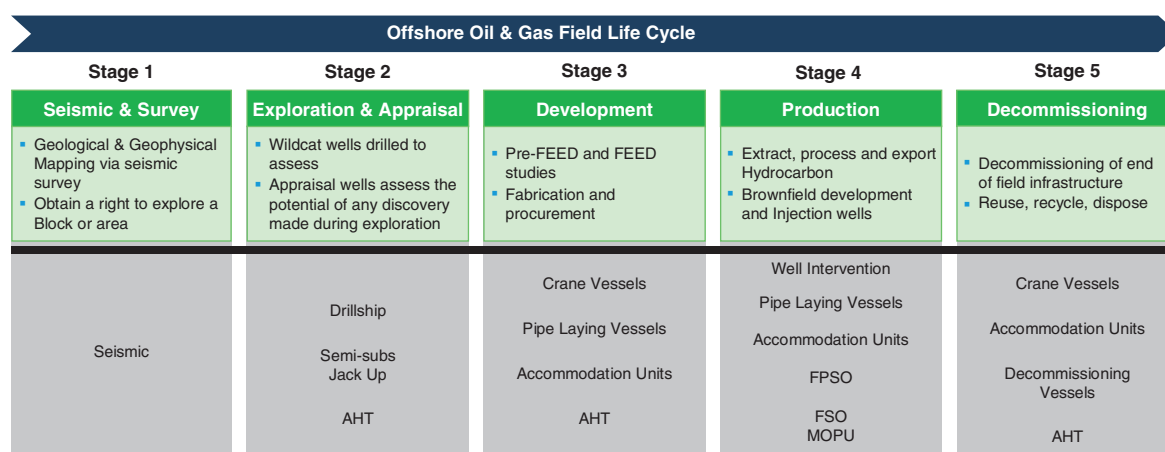 Offshore Oil & Gas Field Life Cycle
Stage 1
Seismic & Survey
Geological & Geophysical
Mapping via seismic
survey
Obtain a right to explore a
Block or area
Seismic
Stage 2
Exploration & Appraisal
Wildcat wells drilled to
assess
Appraisal wells assess the
potential of any discovery
made during exploration
Drillship
Semi-subs
Jack Up
AHT
Stage 3
Development
Pre-FEED and FEED
studies
Fabrication and
procurement
Crane Vessels
Pipe Laying Vessels
Accommodation Units
AHT
Stage 4
Production
Extract, process and export
Hydrocarbon
Brownfield development
and Injection wells
Well Intervention
Pipe Laying Vessels
Accommodation Units
FPSO
FSO
MOPU
Stage 5
Decommissioning
Decommissioning of end
of field infrastructure
Reuse, recycle, dispose
Crane Vessels
Accommodation Units
Decommissioning
Vessels
AHT